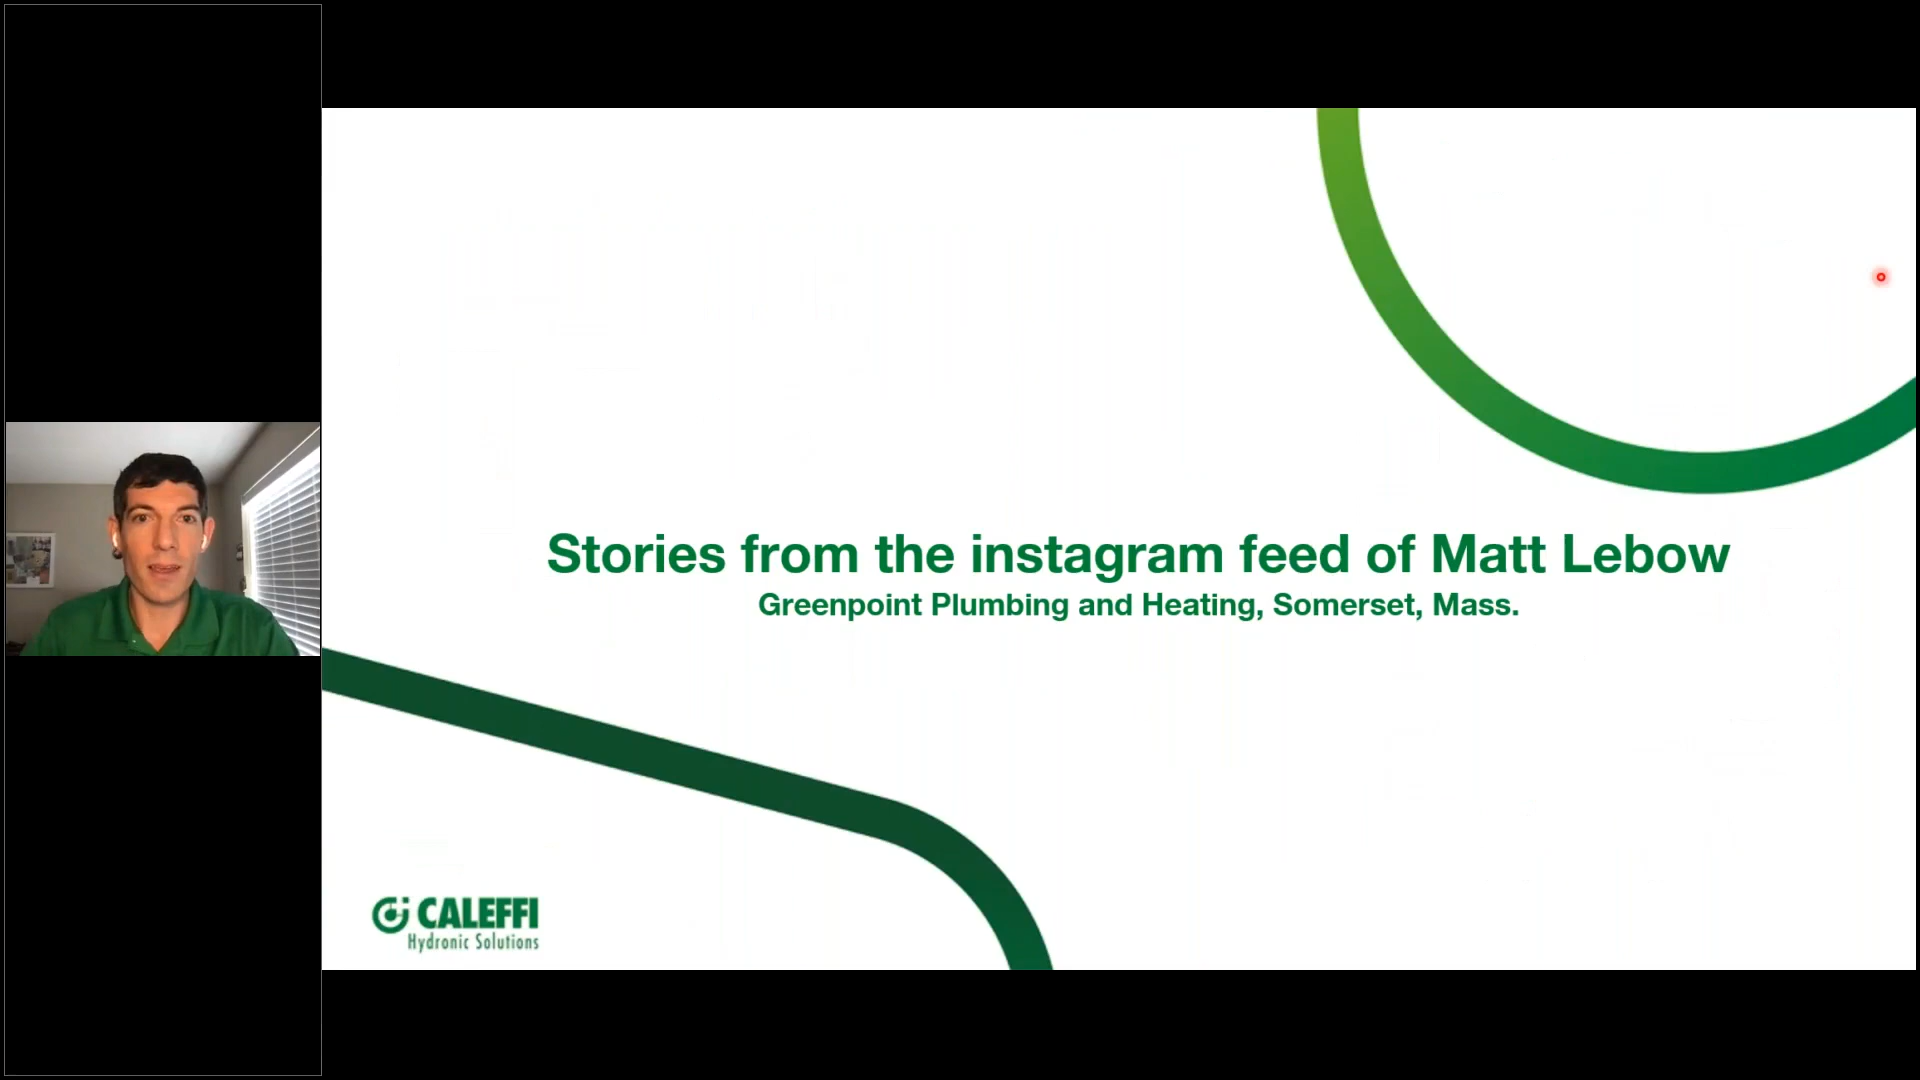 Stories from the instagram feed of Matt Lebow
Greenpoint Plumbing and Heating, Somerset, Mass.
CALEFFI
Hydronic Solutions